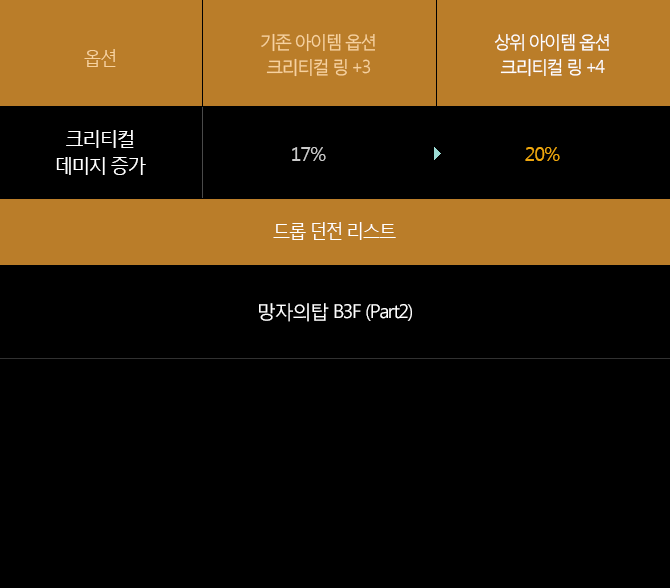 옵션
기존 아이템 옵션
크리티컬 링 +3
상위 아이템 옵션
크리티컬 링 +4
크리티컬
데미지 증가
17%
20%
드롭 던전 리스트
망자의탑 B3F (Part2)